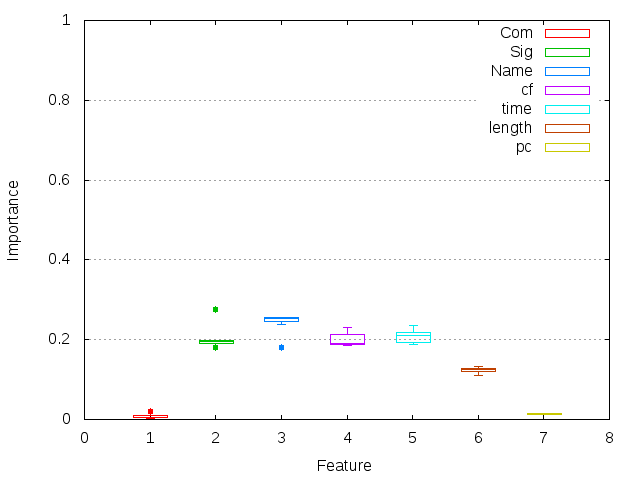 1
0.8
0.6
0.4
0.2
0
0 1 2 3 4 5 6 7 8
Importance
Feature
Com
Sig
Name
cf
time
length
pc